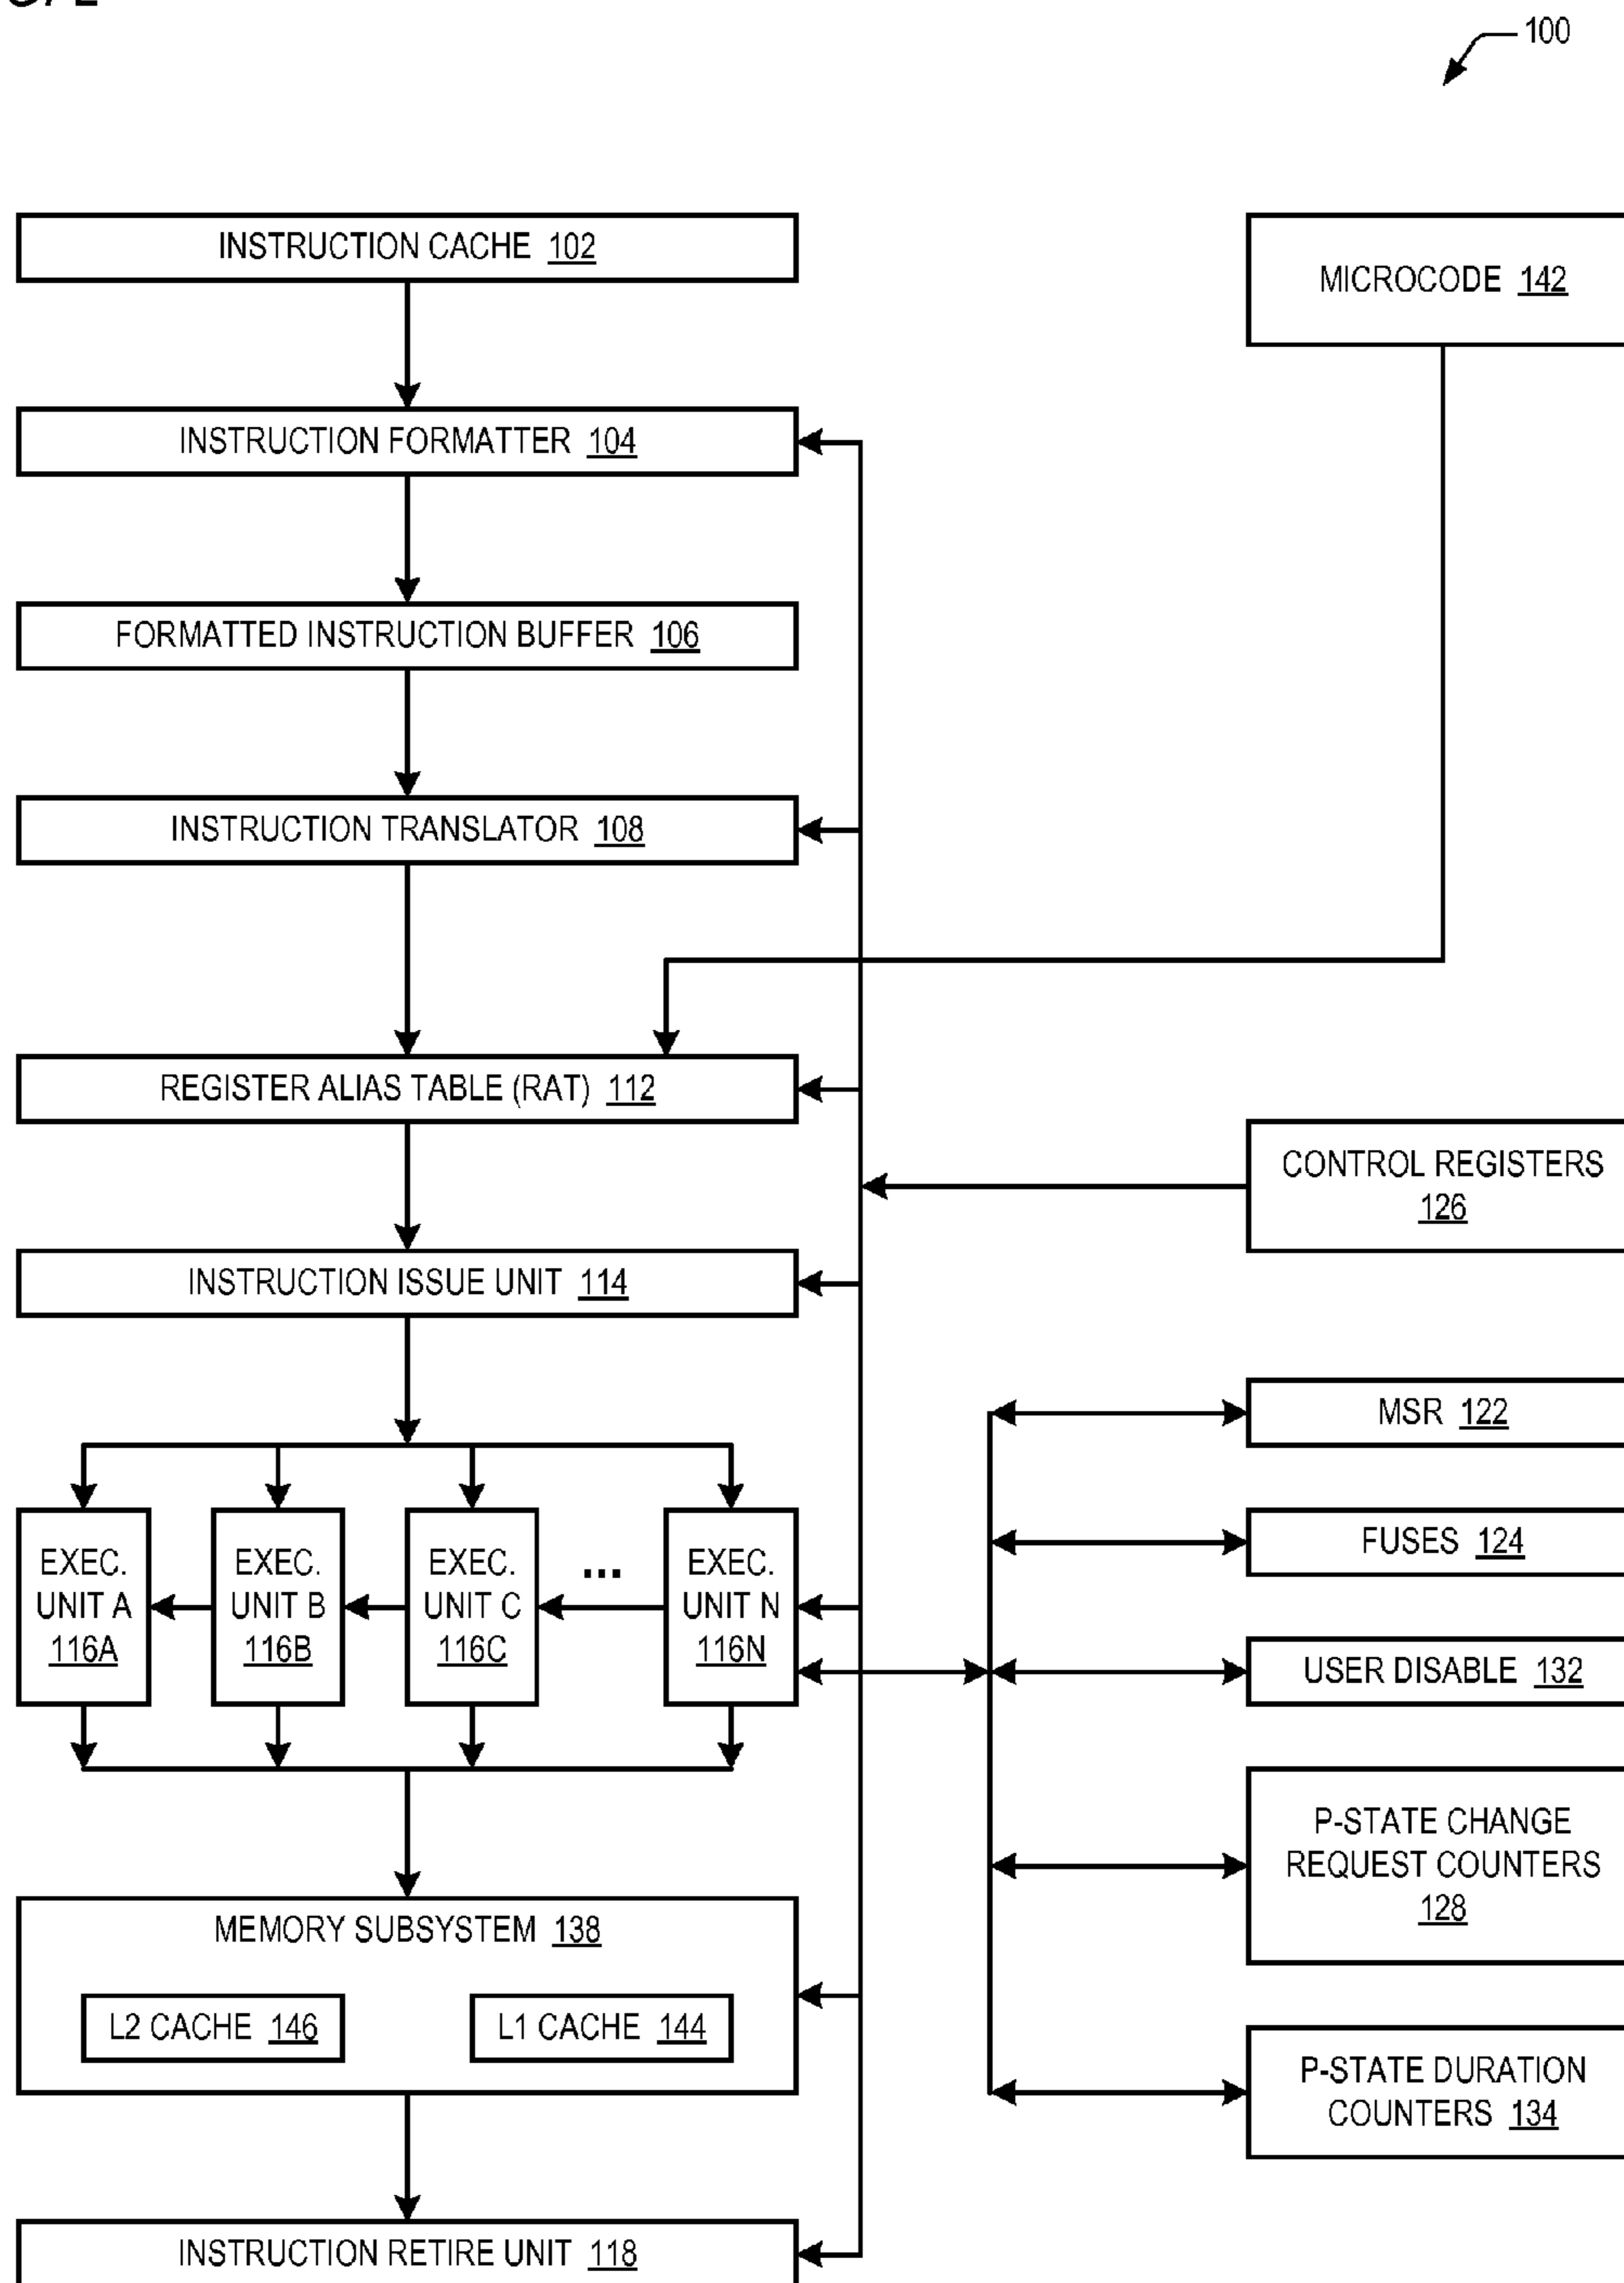 100
INSTRUCTION CACHE 102
MICROCODE 142
INSTRUCTION FORMATTER 104
FORMATTED INSTRUCTION BUFFER 106
INSTRUCTION TRANSLATOR 108
REGISTER ALIAS TABLE (RAT) 112
CONTROL REGISTERS
126
INSTRUCTION ISSUE UNIT 114
MSR 122
FUSES 124
EXEC.
UNIT A
116A
EXEC.
UNIT B
116B
EXEC.
UNIT C
116C
...
EXEC.
UNIT N
116N
USER DISABLE 132
P-STATE CHANGE
REQUEST COUNTERS
128
MEMORY SUBSYSTEM 138
L2 CACHE 146
L1 CACHE 144
P-STATE DURATION
COUNTERS 134
INSTRUCTION RETIRE UNIT 118